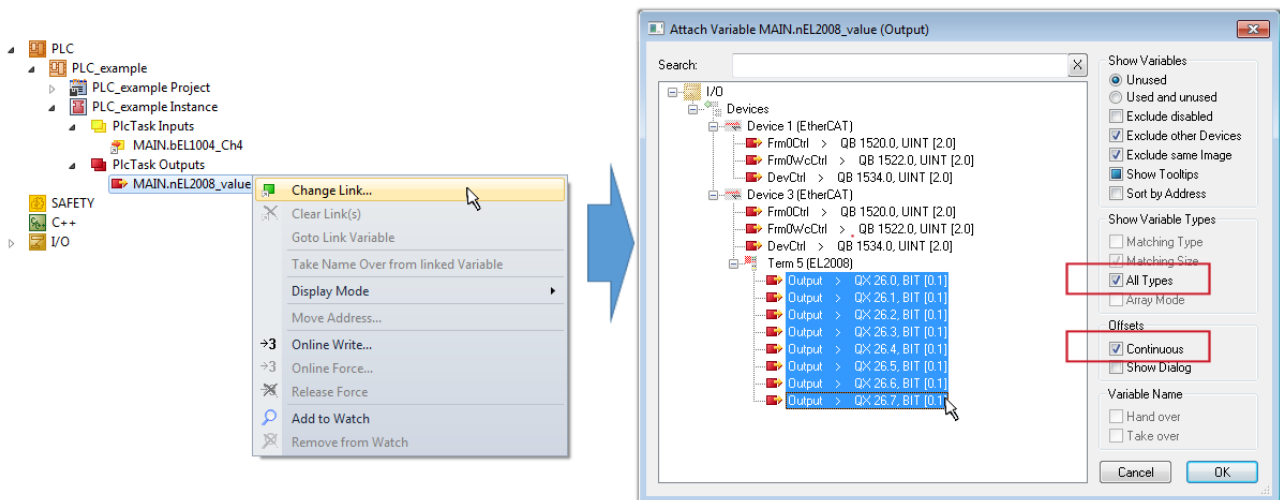 PLC
PLC_example
PLC_example Project
PLC_example Instance
PlcTask Inputs
MAIN.bEL1004_Ch4
PlcTask Outputs
MAIN.nEL2008_value
SAFETY
C++
I/O
Change Link...
Clear Link(s)
Goto Link Variable
Take Name Over from linked Variable
Display Mode
Move Address...
→3 Online Write...
→3 Online Force...
Release Force
Add to Watch
Remove from Watch
Attach Variable MAIN.nEL2008_value (Output)
Search:
X
I/O
Devices
Device 1 (EtherCAT)
Frm0Ctrl > QB 1520.0, UINT [2.0]
Frm0WcCtrl > QB 1522.0, UINT [2.0]
DevCtrl > QB 1534.0, UINT [2.0]
Device 3 (EtherCAT)
Frm0Ctrl > QB 1520.0, UINT [2.0]
Frm0WcCtrl > QB 1522.0, UINT [2.0]
DevCtrl > QB 1534.0, UINT [2.0]
Term 5 (EL2008)
Output > QX 26.0, BIT [0.1]
Output > QX 26.1, BIT [0.1]
Output > QX 26.2, BIT [0.1]
Output > QX 26.3, BIT [0.1]
Output > QX 26.4, BIT [0.1]
Output > QX 26.5, BIT [0.1]
Output > QX 26.6, BIT [0.1]
Output > QX 26.7, BIT [0.1]
Show Variables
Unused
Used and unused
Exclude disabled
Exclude other Devices
Exclude same Image
Show Tooltips
Sort by Address
Show Variable Types
Matching Type
Matching Size
All Types
Array Mode
Offsets
Continuous
Show Dialog
Variable Name
Hand over
Take over
Cancel
OK